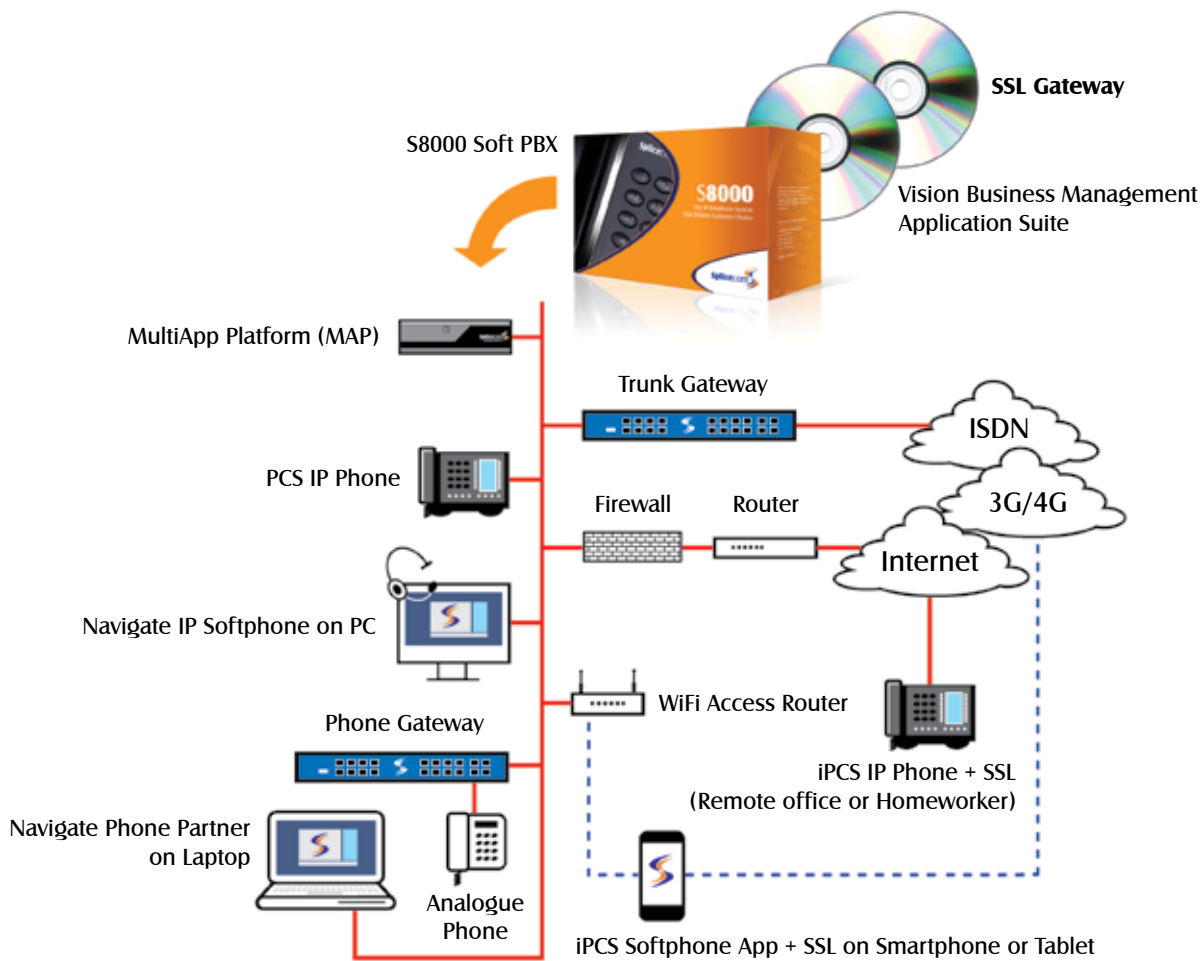 SSL Gateway
S8000 Soft PBX
Splicecom
S8000
Vision Business Management
Application Suite
Splicecom
MultiApp Platform (MAP)
Trunk Gateway
ISDN
PCS IP Phone
3G/4G
Firewall
Router
Internet
Navigate IP Softphone on PC
WiFi Access Router
Phone Gateway
iPCS IP Phone + SSL
(Remote office or Homeworker)
Navigate Phone Partner
on Laptop
Analogue
Phone
iPCS Softphone App + SSL on Smartphone or Tablet